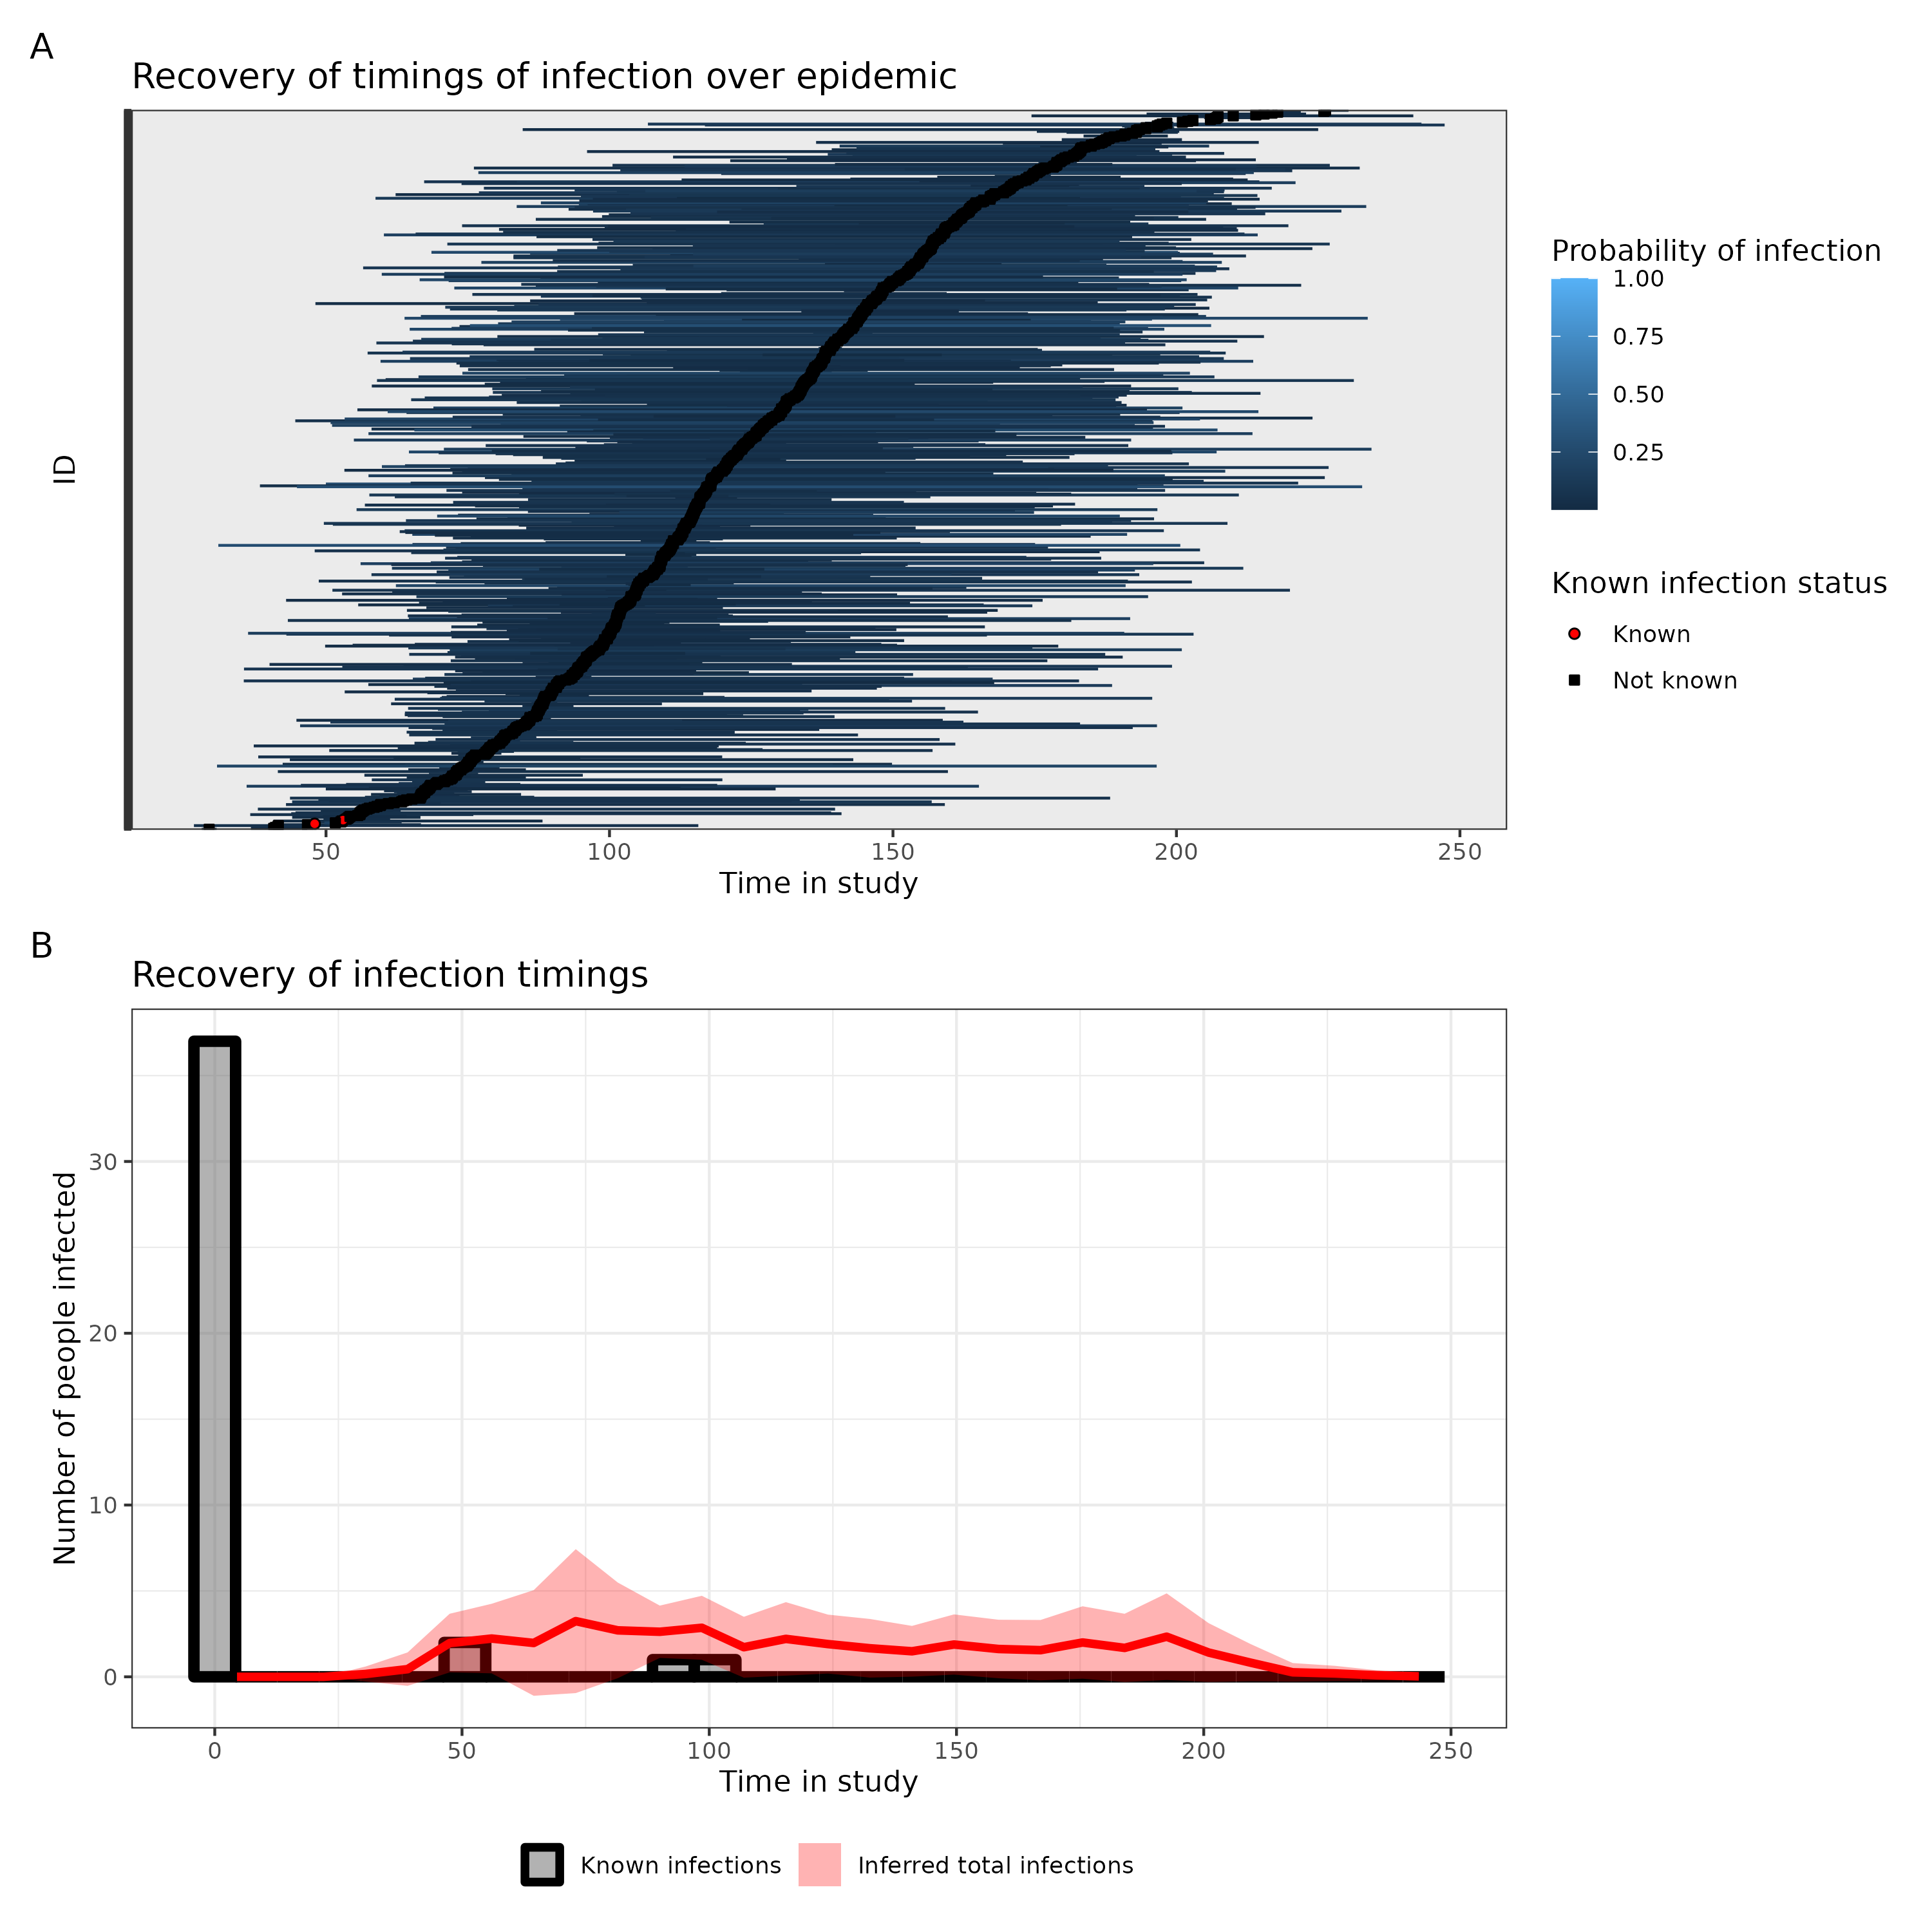 A
Recovery of timings of infection over epidemic
ID
50 100 150 200 250
Time in study
Probability of infection
1.00
0.75
0.50
0.25
Known infection status
Known
Not known
B
Recovery of infection timings
Number of people infected
30
20
10
0
0 50 100 150 200 250
Time in study
Known infections Inferred total infections